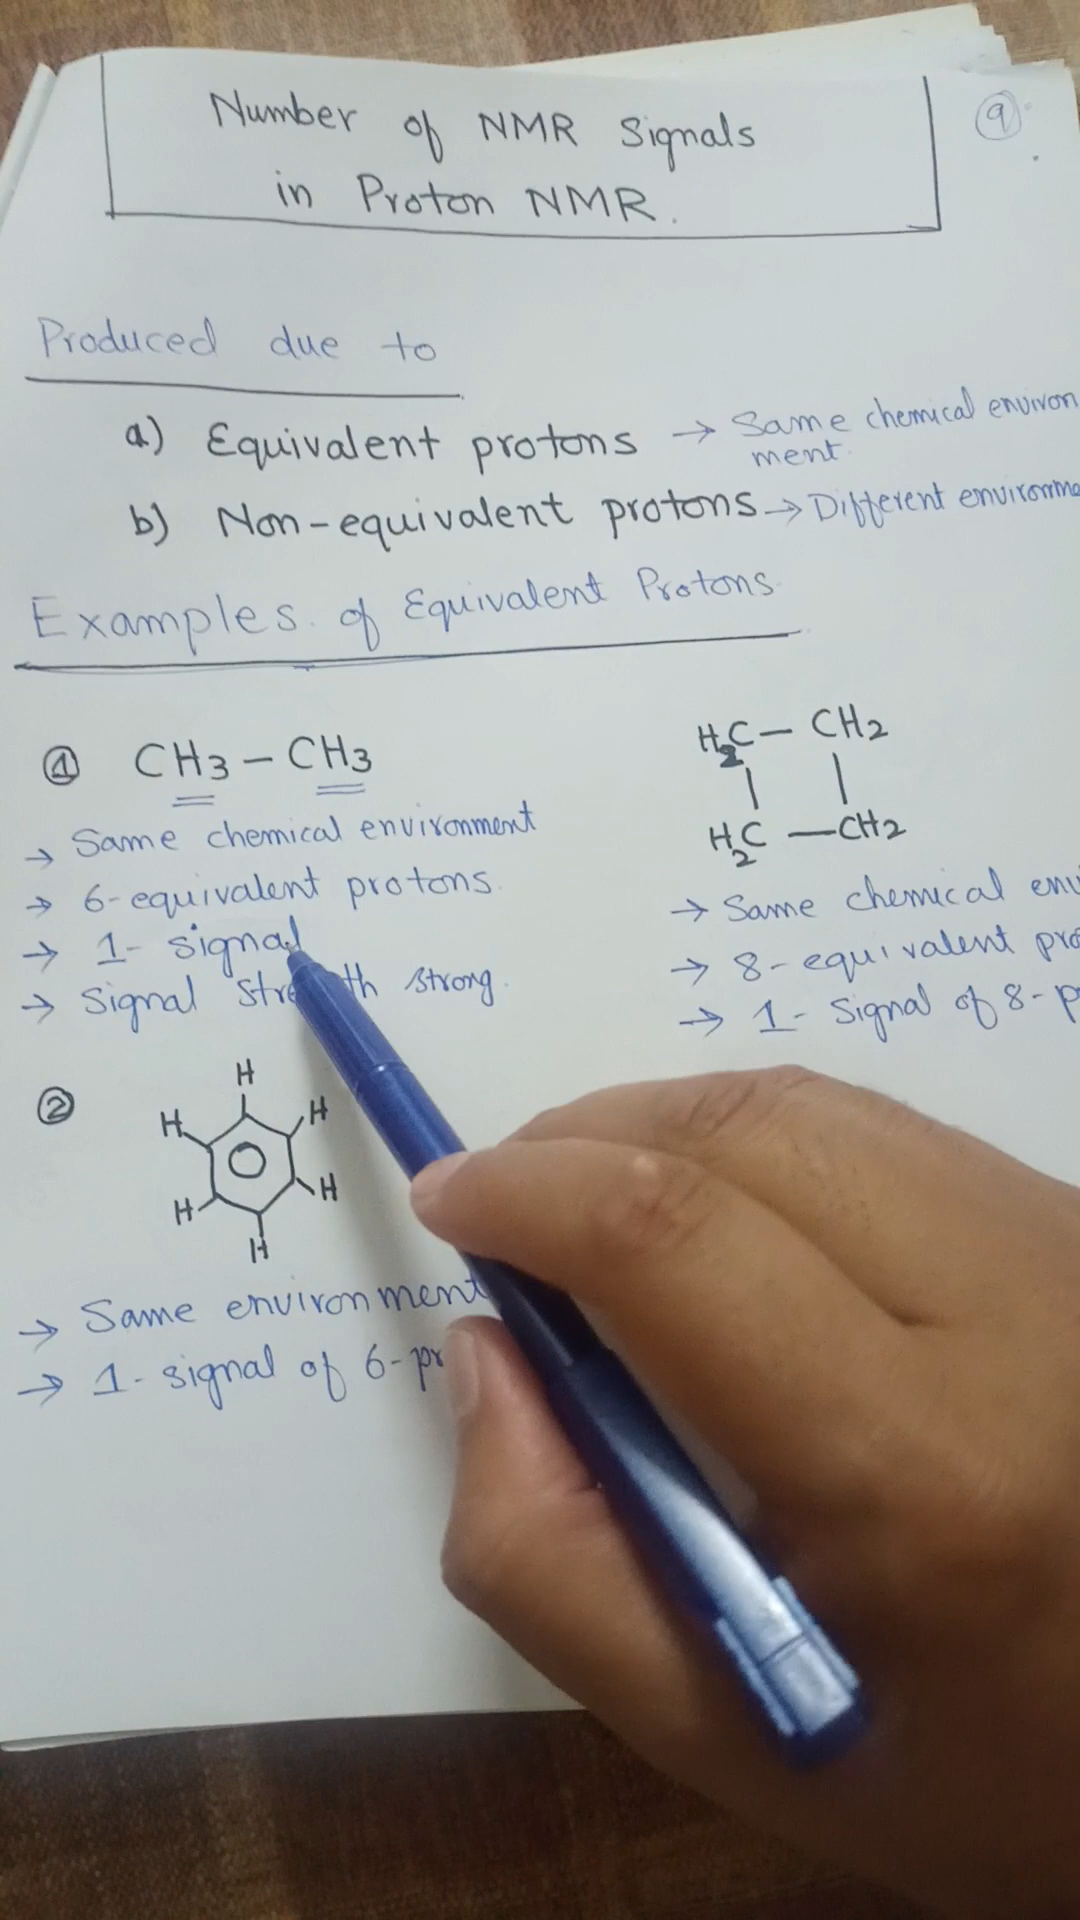 Number of NMR Signals
in Proton NMR.
9
Produced due to
a) Equivalent protons → Same chemical environ
ment.
b) Non-equivalent protons → Different environme
Examples of Equivalent Protons.
1 CH3 - CH3
→ Same chemical environment
→ 6-equivalent protons.
→ 1- signal
→ Signal Stre th strong.
H2C - CH2
H2C - CH2
→ Same chemical env
→ 8-equivalent pro
→ 1- Signal of 8-p
2
H
H H
H H
H
→ Same environment
→ 1- signal of 6-pr